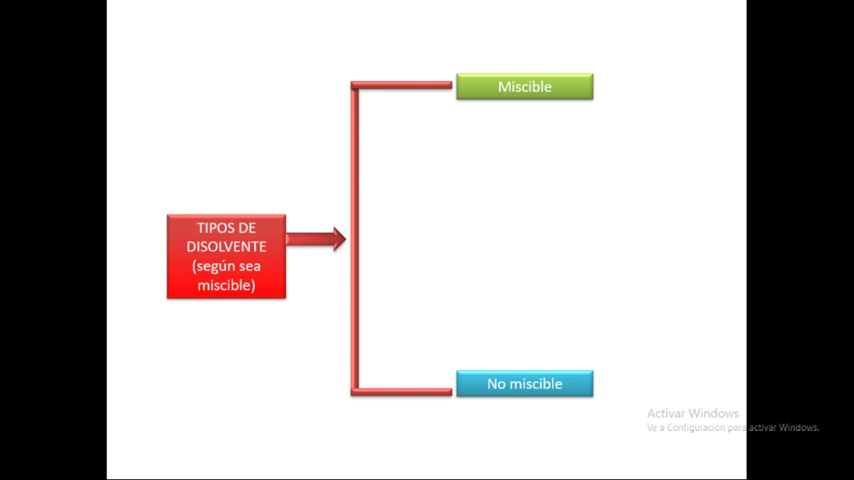 Miscible
TIPOS DE
DISOLVENTE
(según sea
miscible)
No miscible
Activar Windows
Ve a Configuración para activar Windows.